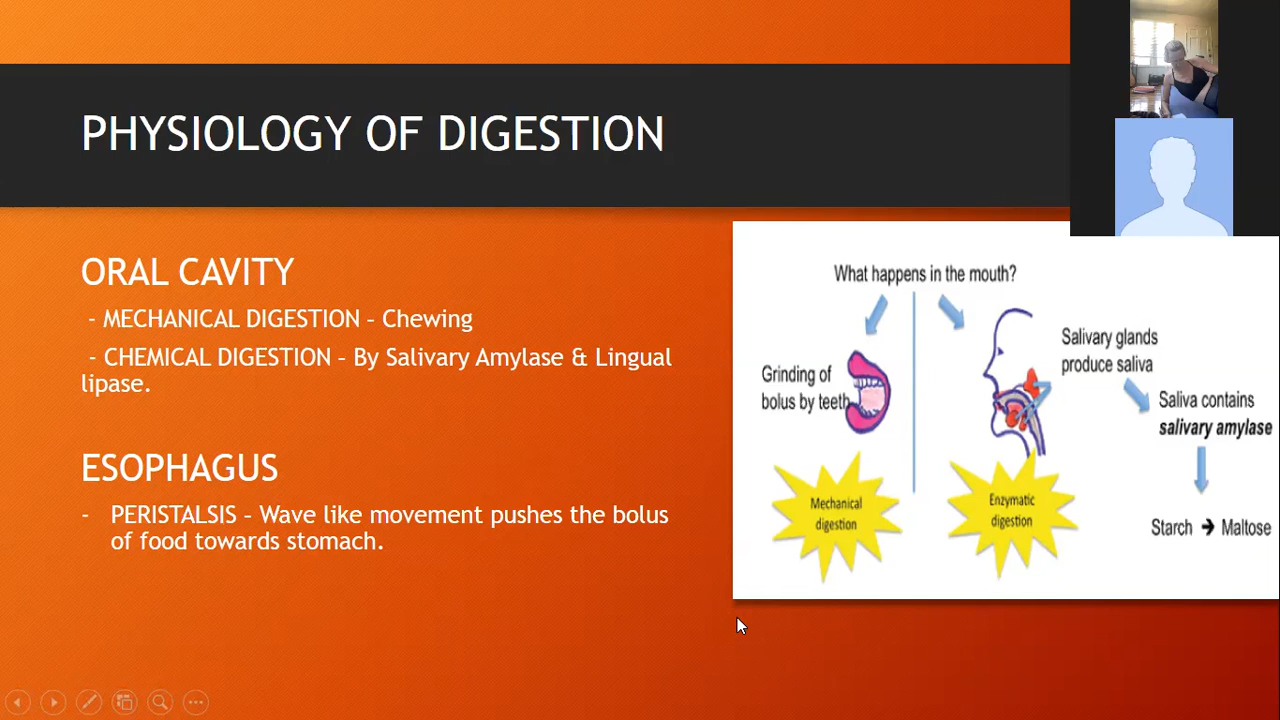 PHYSIOLOGY OF DIGESTION
ORAL CAVITY
- MECHANICAL DIGESTION – Chewing
- CHEMICAL DIGESTION – By Salivary Amylase & Lingual
lipase.
ESOPHAGUS
- PERISTALSIS – Wave like movement pushes the bolus
of food towards stomach.
What happens in the mouth?
Grinding of
bolus by teeth
Mechanical
digestion
Enzymatic
digestion
Salivary glands
produce saliva
Saliva contains
salivary amylase
Starch → Maltose